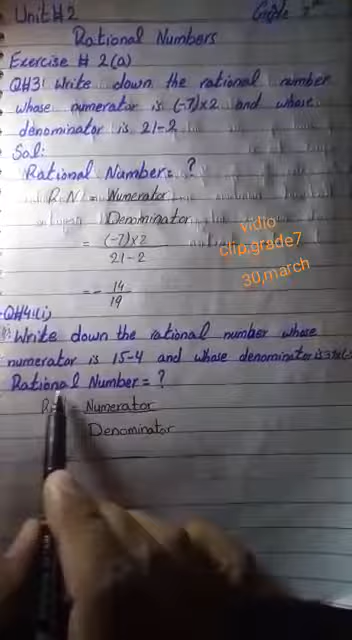 Unit # 2
Rational Numbers
Exercise # 2(a)
Q#3: Write down the rational number
whose numerator is (-7)×2 and whose
denominator is 21-2
Sol:
Rational Number = ?
R.N = Numerator
Denominator
= (-7)×2
21-2
= - 14
19
vidio
clip,grade7
30,march
Q#4:(i)
Write down the rational number whose
numerator is 15-4 and whose denominator is
Rational Number = ?
= Numerator
Denominator